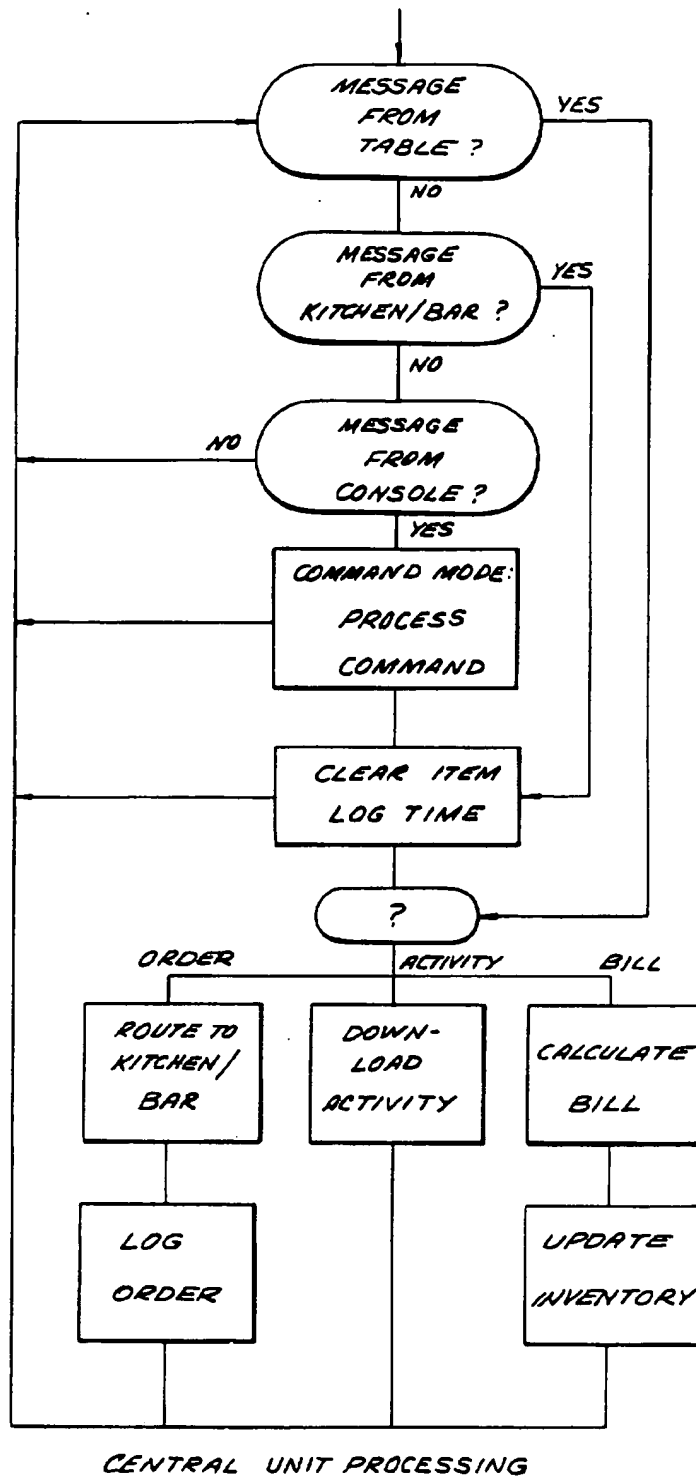 MESSAGE
FROM
TABLE ?
YES
NO
MESSAGE
FROM
KITCHEN/BAR ?
YES
NO
MESSAGE
FROM
CONSOLE ?
NO
YES
COMMAND MODE:
PROCESS
COMMAND
CLEAR ITEM
LOG TIME
?
ORDER
ACTIVITY
BILL
ROUTE TO
KITCHEN/
BAR
DOWN-
LOAD
ACTIVITY
CALCULATE
BILL
LOG
ORDER
UPDATE
INVENTORY
CENTRAL UNIT PROCESSING